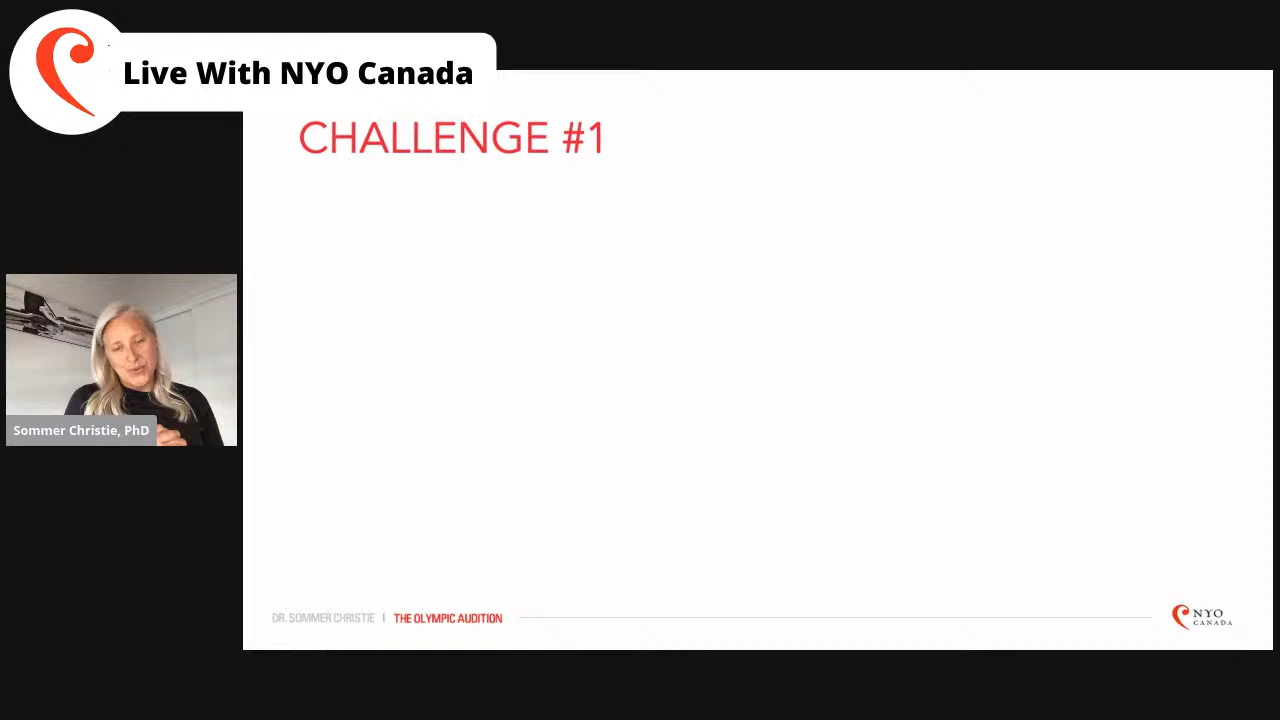 Live With NYO Canada
CHALLENGE #1
Sommer Christie, PhD
DR. SOMMER CHRISTIE | THE OLYMPIC AUDITION
NYO
CANADA